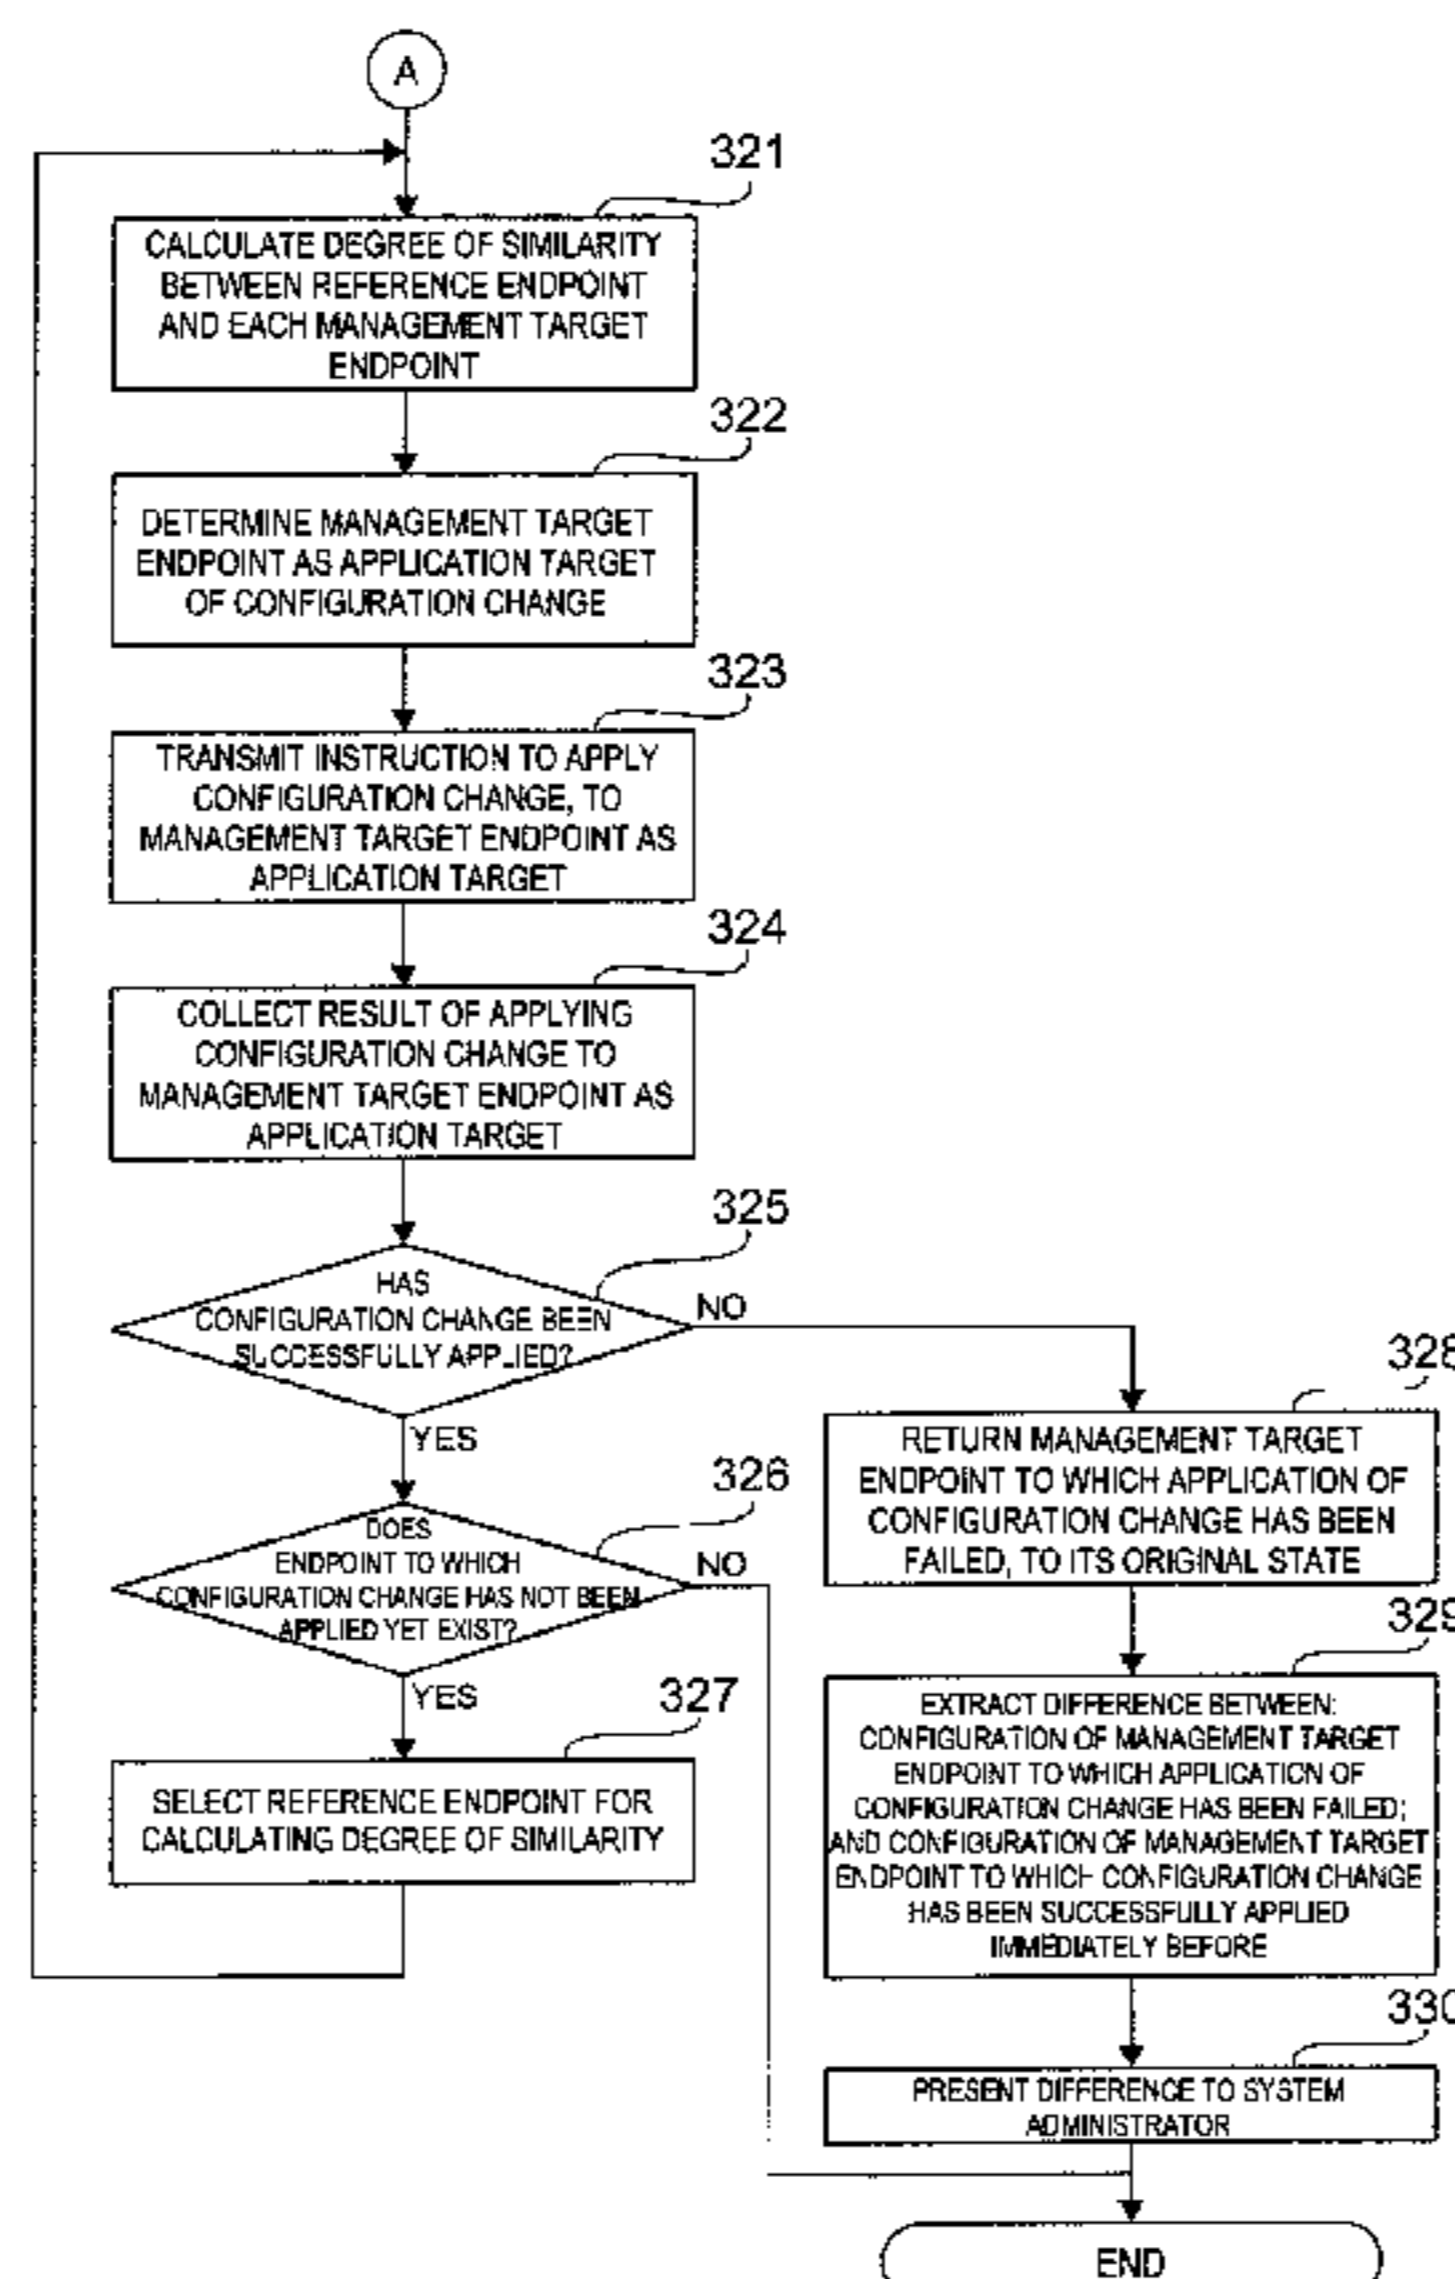 A
321
CALCULATE DEGREE OF SIMILARITY
BETWEEN REFERENCE ENDPOINT
AND EACH MANAGEMENT TARGET
ENDPOINT
322
DETERMINE MANAGEMENT TARGET
ENDPOINT AS APPLICATION TARGET
OF CONFIGURATION CHANGE
323
TRANSMIT INSTRUCTION TO APPLY
CONFIGURATION CHANGE, TO
MANAGEMENT TARGET ENDPOINT AS
APPLICATION TARGET
324
COLLECT RESULT OF APPLYING
CONFIGURATION CHANGE TO
MANAGEMENT TARGET ENDPOINT AS
APPLICATION TARGET
325
HAS
CONFIGURATION CHANGE BEEN
SUCCESSFULLY APPLIED?
NO
YES
326
DOES
ENDPOINT TO WHICH
CONFIGURATION CHANGE HAS NOT BEEN
APPLIED YET EXIST?
NO
YES
327
SELECT REFERENCE ENDPOINT FOR
CALCULATING DEGREE OF SIMILARITY
328
RETURN MANAGEMENT TARGET
ENDPOINT TO WHICH APPLICATION OF
CONFIGURATION CHANGE HAS BEEN
FAILED, TO ITS ORIGINAL STATE
329
EXTRACT DIFFERENCE BETWEEN:
CONFIGURATION OF MANAGEMENT TARGET
ENDPOINT TO WHICH APPLICATION OF
CONFIGURATION CHANGE HAS BEEN FAILED;
AND CONFIGURATION OF MANAGEMENT TARGET
ENDPOINT TO WHICH CONFIGURATION CHANGE
HAS BEEN SUCCESSFULLY APPLIED
IMMEDIATELY BEFORE
330
PRESENT DIFFERENCE TO SYSTEM
ADMINISTRATOR
END